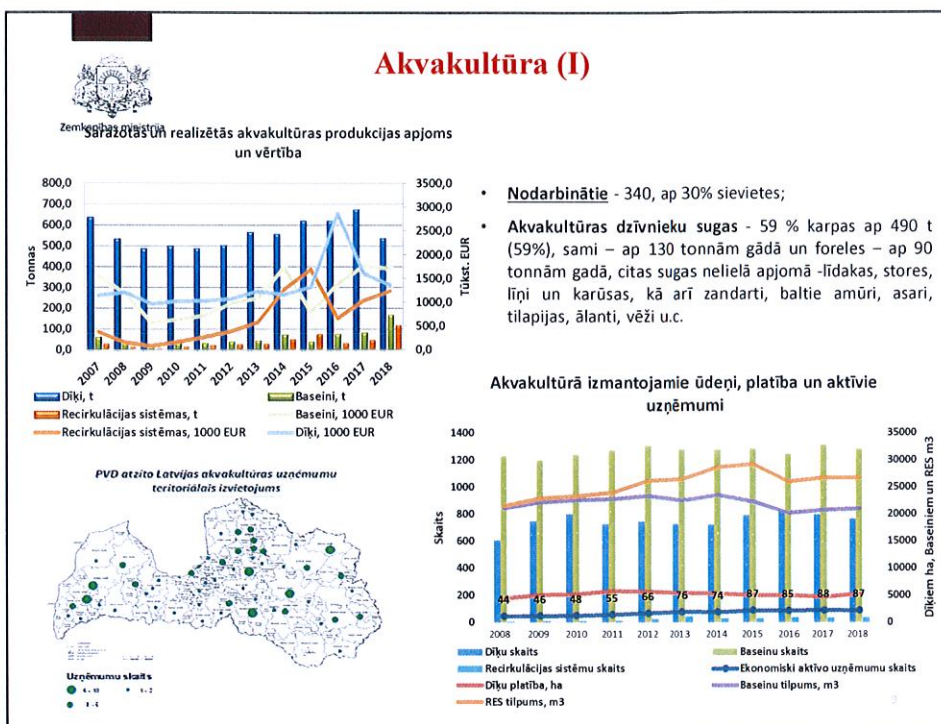 Akvakultūra (I)
Zemkopības ministrija
Saražotās un realizētās akvakultūras produkcijas apjoms
un vērtība
800,0
700,0
600,0
500,0
400,0
300,0
200,0
100,0
0,0
Tonnas
3500,0
3000,0
2500,0
2000,0
1500,0
1000,0
500,0
0,0
Tūkst. EUR
2007 2008 2009 2010 2011 2012 2013 2014 2015 2016 2017 2018
Dīķi, t
Baseini, t
Recirkulācijas sistēmas, t
Baseini, 1000 EUR
Recirkulācijas sistēmas, 1000 EUR
Dīķi, 1000 EUR
• Nodarbinātie - 340, ap 30% sievietes;
• Akvakultūras dzīvnieku sugas - 59 % karpas ap 490 t
(59%), sami – ap 130 tonnām gādā un foreles – ap 90
tonnām gadā, citas sugas nelielā apjomā -līdakas, stores,
līņi un karūsas, kā arī zandarti, baltie amūri, asari,
tilapijas, ālanti, vēži u.c.
PVD atzīto Latvijas akvakultūras uzņēmumu
teritoriālais izvietojums
Uzņēmumu skaits
6 - 10
1 - 2
3 - 6
Akvakultūrā izmantojamie ūdeņi, platība un aktīvie
uzņēmumi
1400
1200
1000
800
600
400
200
0
Skaits
35000
30000
25000
20000
15000
10000
5000
0
Dīķiem ha, Baseiniem un RES m3
44 46 48 55 66 76 74 87 85 88 87
2008 2009 2010 2011 2012 2013 2014 2015 2016 2017 2018
Dīķu skaits
Baseinu skaits
Recirkulācijas sistēmu skaits
Ekonomiski aktīvo uzņēmumu skaits
Dīķu platība, ha
Baseinu tilpums, m3
RES tilpums, m3
2